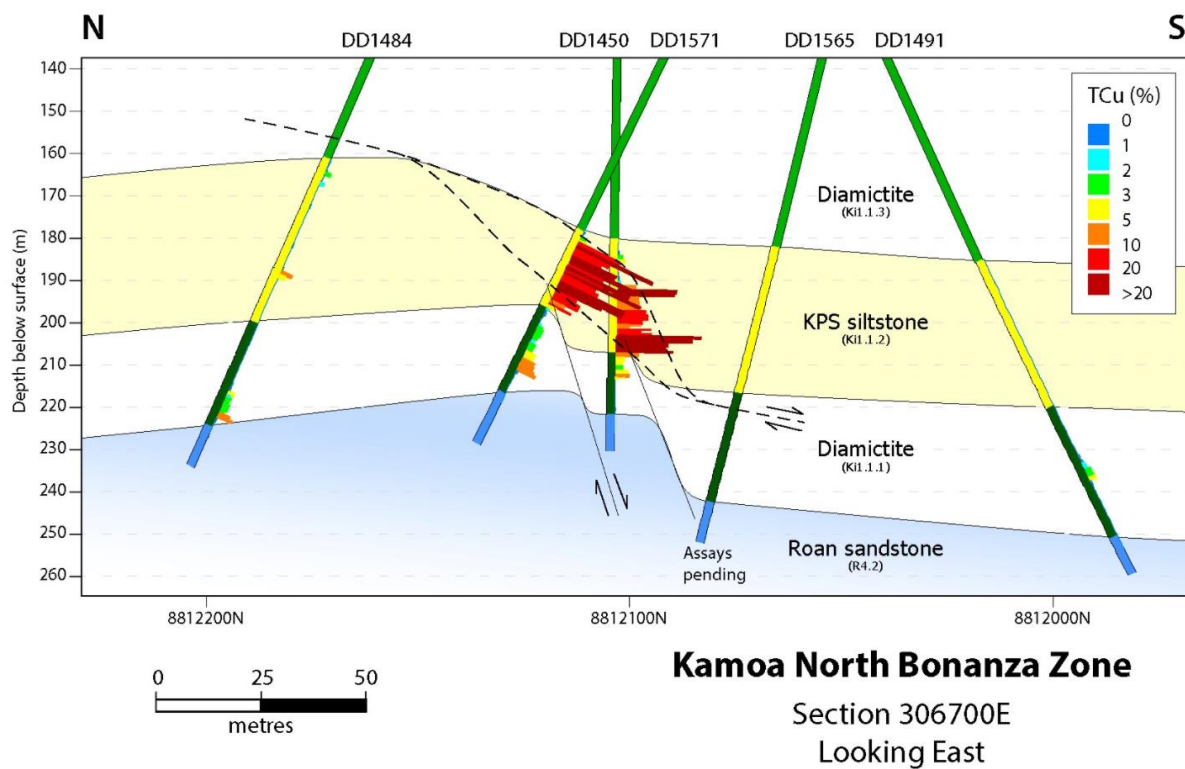 N
S
DD1484
DD1450
DD1571
DD1565
DD1491
140
150
160
170
180
190
200
210
220
230
240
250
260
Depth below surface (m)
TCu (%)
0
1
2
3
5
10
20
>20
Diamictite
(Ki1.1.3)
KPS siltstone
(Ki1.1.2)
Diamictite
(Ki1.1.1)
Roan sandstone
(R4.2)
Assays
pending
8812200N
8812100N
8812000N
0
25
50
metres
Kamoa North Bonanza Zone
Section 306700E
Looking East